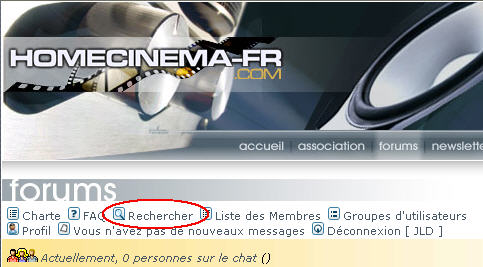 HOMECINEMA-FR
.COM
accueil | association | forums | newslette
forums
Charte FAQ Rechercher Liste des Membres Groupes d'utilisateurs
Profil Vous n'avez pas de nouveaux messages Déconnexion [ JLD ]
Actuellement, 0 personnes sur le chat ()